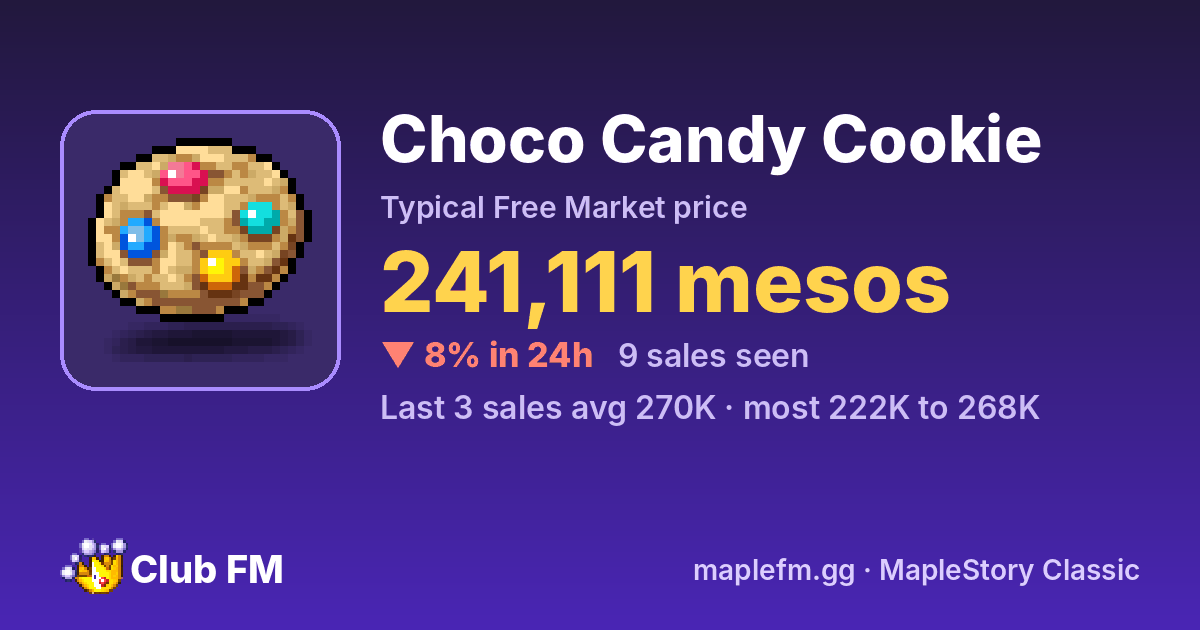 Choco Candy Cookie
Typical Free Market price
241,111 mesos
▼ 8% in 24h 9 sales seen
Last 3 sales avg 270K · most 222K to 268K
Club FM
maplefm.gg · MapleStory Classic